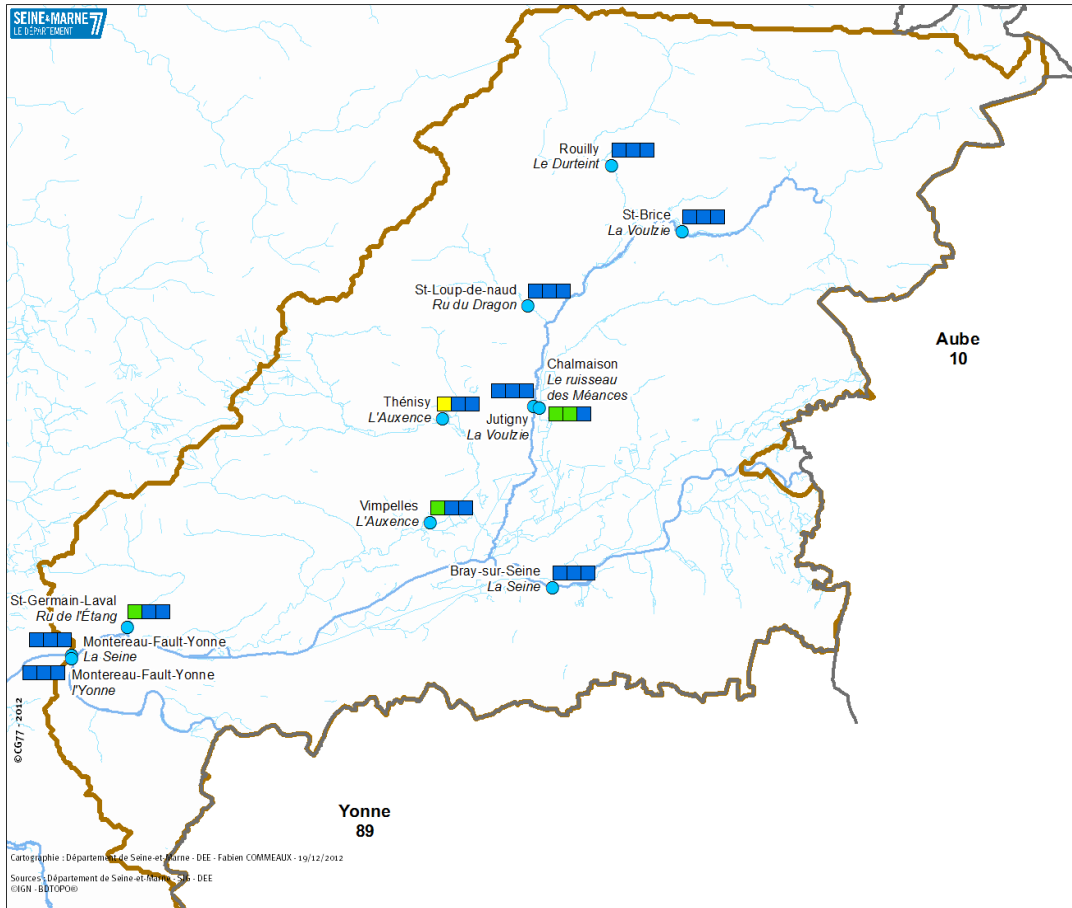 SEINE&MARNE 77
LE DÉPARTEMENT
Rouilly
Le Durteint
St-Brice
La Voulzie
St-Loup-de-naud
Ru du Dragon
Aube
10
Chalmaison
Le ruisseau
des Méances
Thénisy
L'Auxence
Jutigny
La Voulzie
Vimpelles
L'Auxence
Bray-sur-Seine
La Seine
St-Germain-Laval
Ru de l'Étang
Montereau-Fault-Yonne
La Seine
Montereau-Fault-Yonne
l'Yonne
©CG77 - 2012
Yonne
89
Cartographie : Département de Seine-et-Marne - DEE - Fabien COMMEAUX - 19/12/2012
Sources : Département de Seine-et-Marne - SIG - DEE
©IGN - BDTOPO®